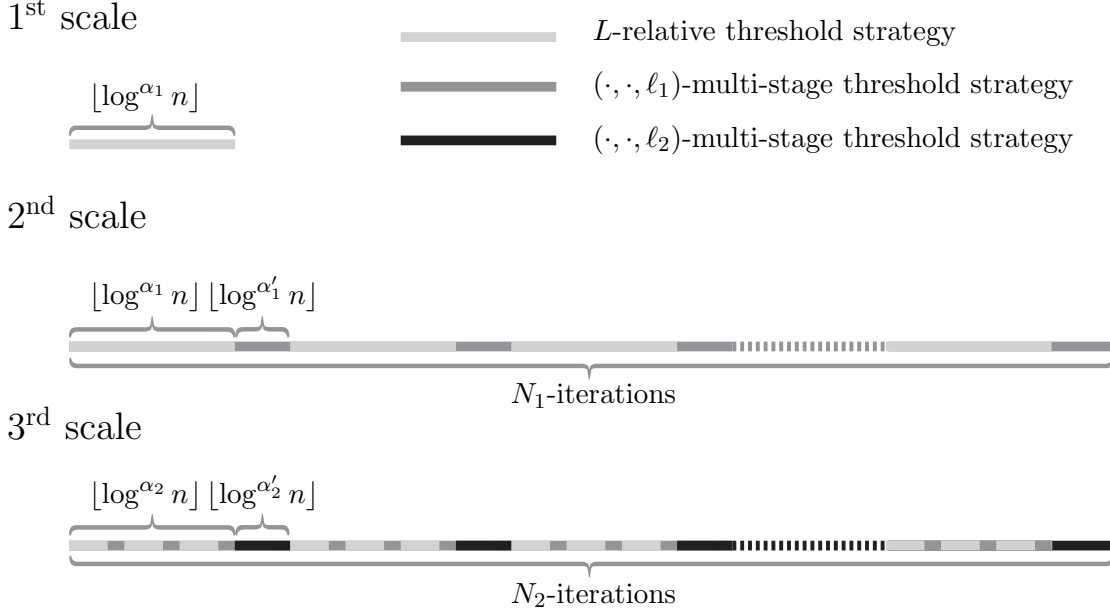 1st scale
L-relative threshold strategy
(·, ·, ℓ₁)-multi-stage threshold strategy
(·, ·, ℓ₂)-multi-stage threshold strategy
⌊log^{α₁} n⌋
2nd scale
⌊log^{α₁} n⌋ ⌊log^{α′₁} n⌋
N₁-iterations
3rd scale
⌊log^{α₂} n⌋ ⌊log^{α′₂} n⌋
N₂-iterations